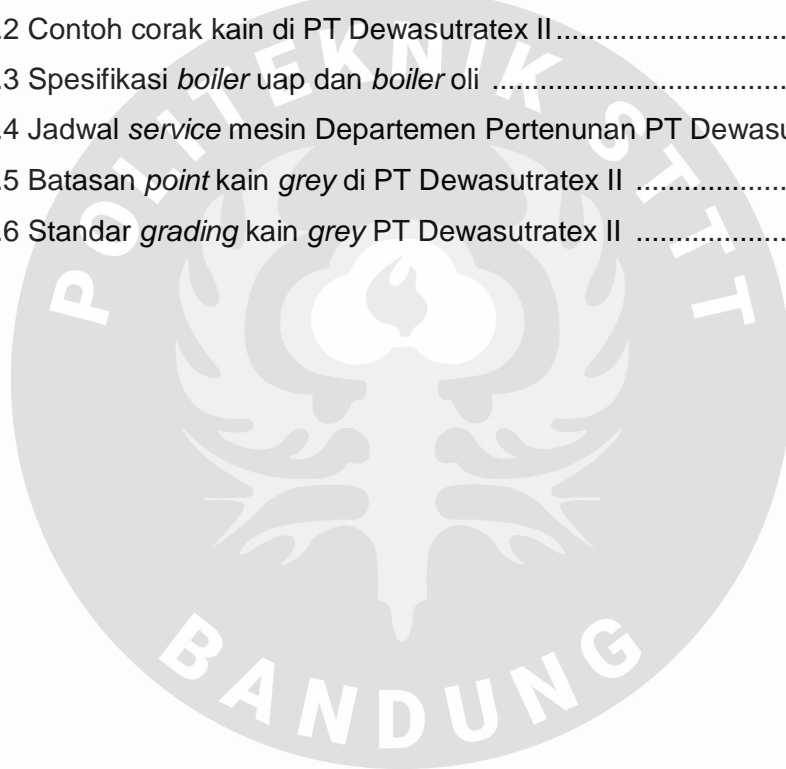 .2 Contoh corak kain di PT Dewasutratex II..............................
.3 Spesifikasi boiler uap dan boiler oli ......................................
.4 Jadwal service mesin Departemen Pertenunan PT Dewasu
.5 Batasan point kain grey di PT Dewasutratex II ....................
.6 Standar grading kain grey PT Dewasutratex II ....................
POLITEKNIK STTT
BANDUNG